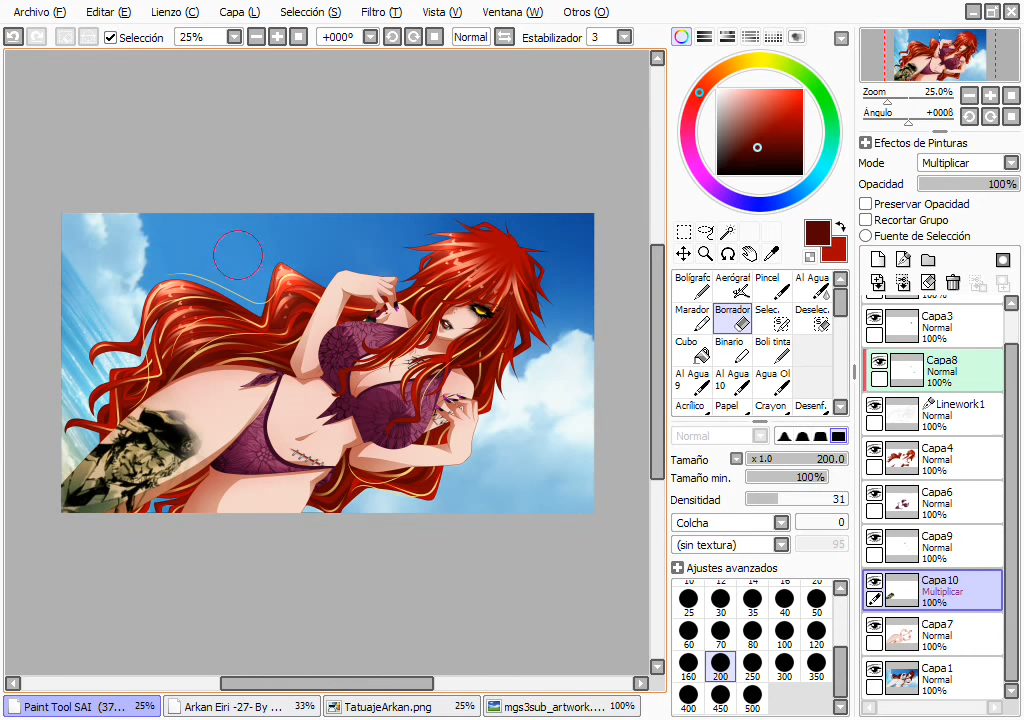 Archivo (F) Editar (E) Lienzo (C) Capa (L) Selección (S) Filtro (T) Vista (V) Ventana (W) Otros (O)
Selección 25% +000º Normal Estabilizador 3
Zoom 25.0%
Ángulo +000ß
Efectos de Pinturas
Modo Multiplicar
Opacidad 100%
Preservar Opacidad
Recortar Grupo
Fuente de Selección
Bolígrafo Aerógraf Pincel Al Agua
Marador Borrador Selec. Deselec.
Cubo Binario Boli tinta
Al Agua 9 Al Agua 10 Agua Ol
Acrílico Papel Crayon Desenf.
Normal
Tamaño x 1.0 200.0
Tamaño min. 100%
Densitidad 31
Colcha 0
(sin textura) 95
Ajustes avanzados
10 12 14 16 20
25 30 35 40 50
60 70 80 100 120
160 200 250 300 350
400 450 500
100%
Capa3
Normal
100%
Capa8
Normal
100%
Linework1
Normal
100%
Capa4
Normal
100%
Capa6
Normal
100%
Capa9
Normal
100%
Capa10
Multiplicar
100%
Capa7
Normal
100%
Capa1
Normal
100%
Paint Tool SAI (37... 25% Arkan Eiri -27- By ... 33% TatuajeArkan.png 25% mgs3sub_artwork.... 100%